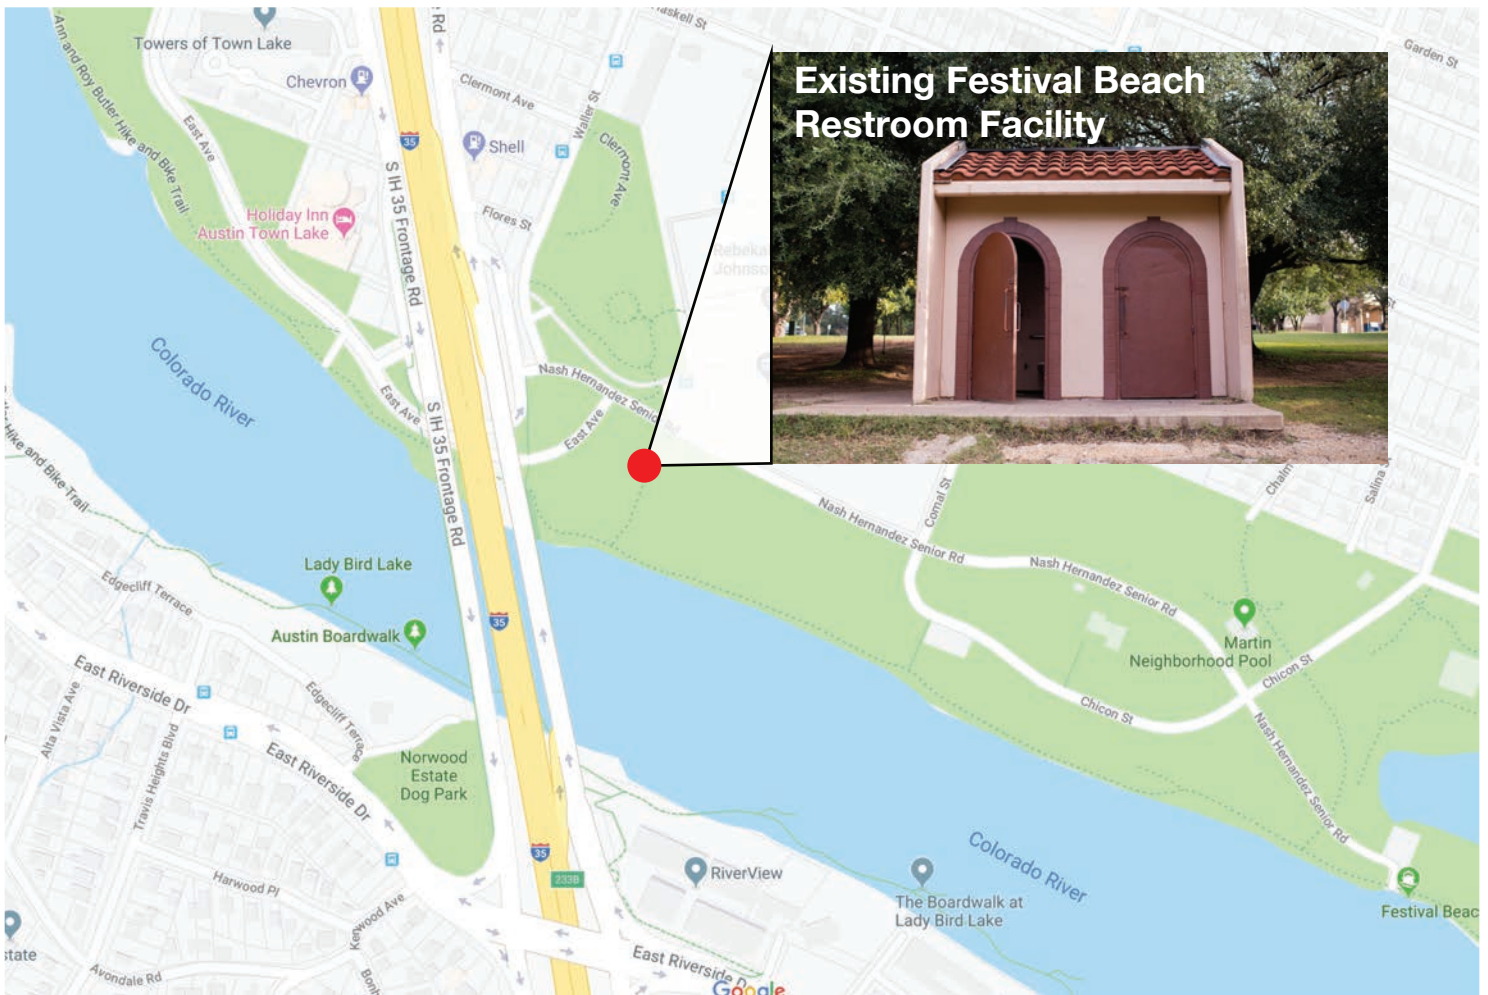 Existing Festival Beach
Restroom Facility
Towers of Town Lake
Chevron
Ann and Roy Butler Hike and Bike Trail
East Ave
Holiday Inn
Austin Town Lake
35
S IH 35 Frontage Rd
Rd
Clermont Ave
Shell
Waller St
Clermont Ave
Flores St
Garden St
Colorado River
East Ave
S IH 35 Frontage Rd
Nash Hernandez Senior Rd
East Ave
Hike and Bike Trail
Nash Hernandez Senior Rd
Comal St
Nash Hernandez Senior Rd
Martin
Neighborhood Pool
Chicon St
Chicon St
Nash Hernandez Senior Rd
Lady Bird Lake
Austin Boardwalk
35
Edgecliff Terrace
Edgecliff Terrace
East Riverside Dr
Alta Vista Ave
Travis Heights Blvd
East Riverside Dr
Norwood
Estate
Dog Park
35
233B
Harwood Pl
Kenwood Ave
Avondale Rd
RiverView
The Boardwalk at
Lady Bird Lake
Colorado River
Festival Beac
East Riverside D
Google